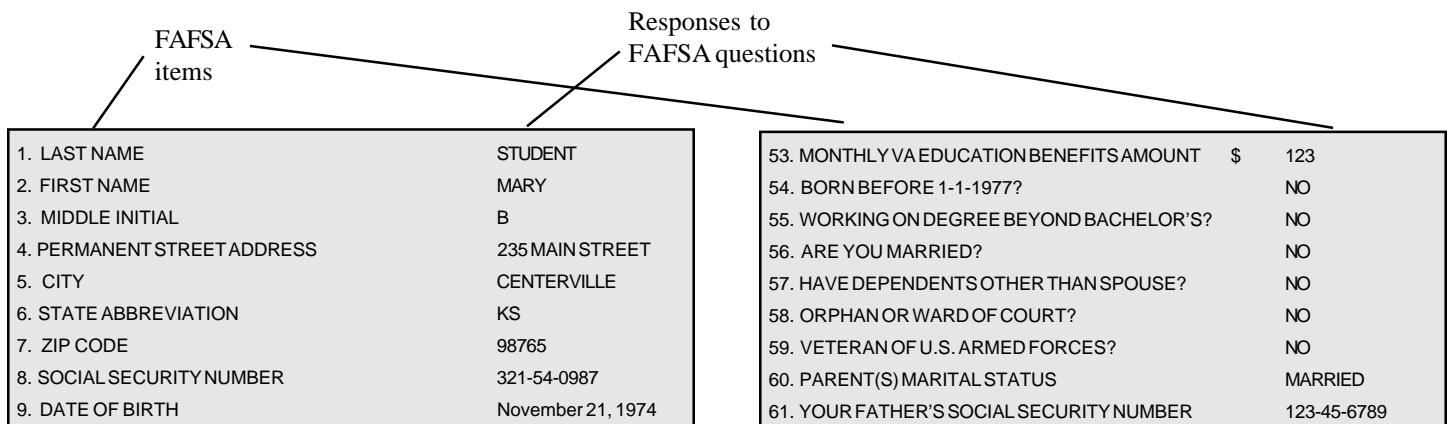 FAFSA
items
Responses to
FAFSA questions
1. LAST NAME STUDENT
2. FIRST NAME MARY
3. MIDDLE INITIAL B
4. PERMANENT STREET ADDRESS 235 MAIN STREET
5. CITY CENTERVILLE
6. STATE ABBREVIATION KS
7. ZIP CODE 98765
8. SOCIAL SECURITY NUMBER 321-54-0987
9. DATE OF BIRTH November 21, 1974
53. MONTHLY VA EDUCATION BENEFITS AMOUNT $ 123
54. BORN BEFORE 1-1-1977? NO
55. WORKING ON DEGREE BEYOND BACHELOR'S? NO
56. ARE YOU MARRIED? NO
57. HAVE DEPENDENTS OTHER THAN SPOUSE? NO
58. ORPHAN OR WARD OF COURT? NO
59. VETERAN OF U.S. ARMED FORCES? NO
60. PARENT(S) MARITAL STATUS MARRIED
61. YOUR FATHER'S SOCIAL SECURITY NUMBER 123-45-6789